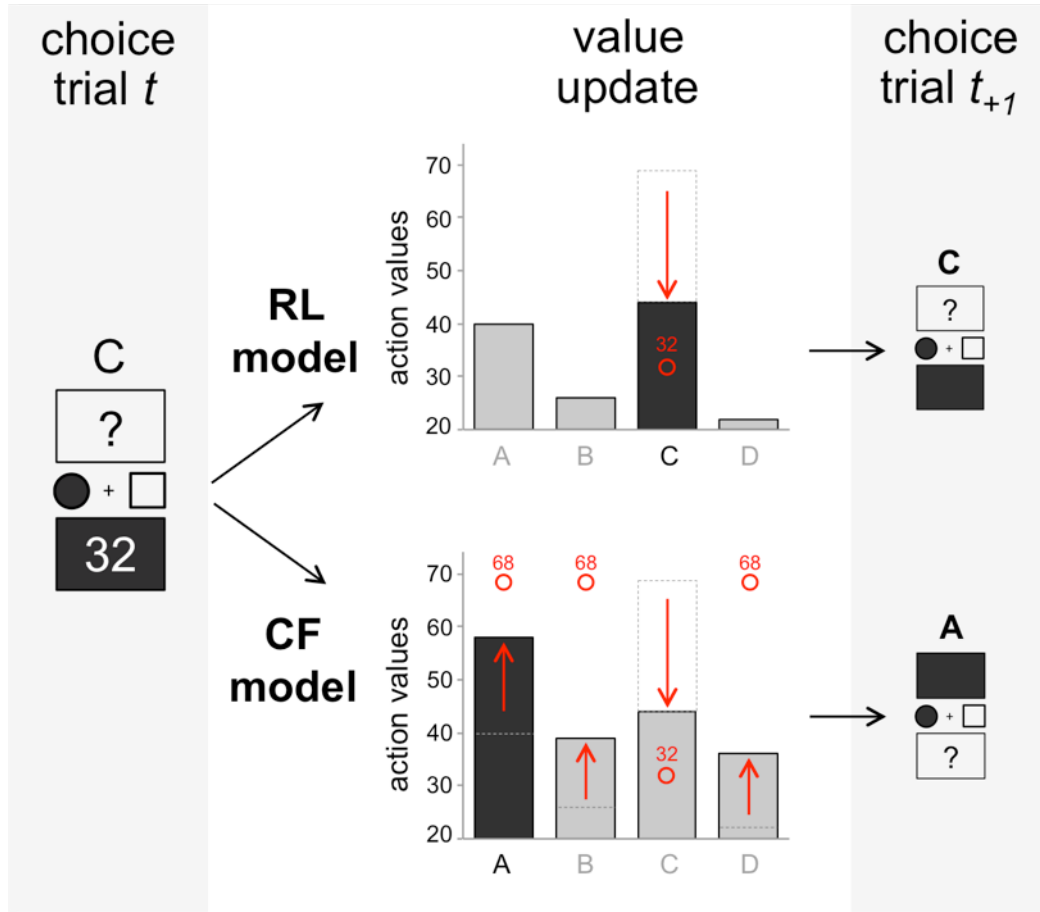 choice
trial t
value
update
choice
trial t+1
C
?
+
32
RL
model
action values
70
60
50
40
30
20
32
A
B
C
D
C
?
+
CF
model
action values
70
60
50
40
30
20
68
68
68
32
A
B
C
D
A
+
?